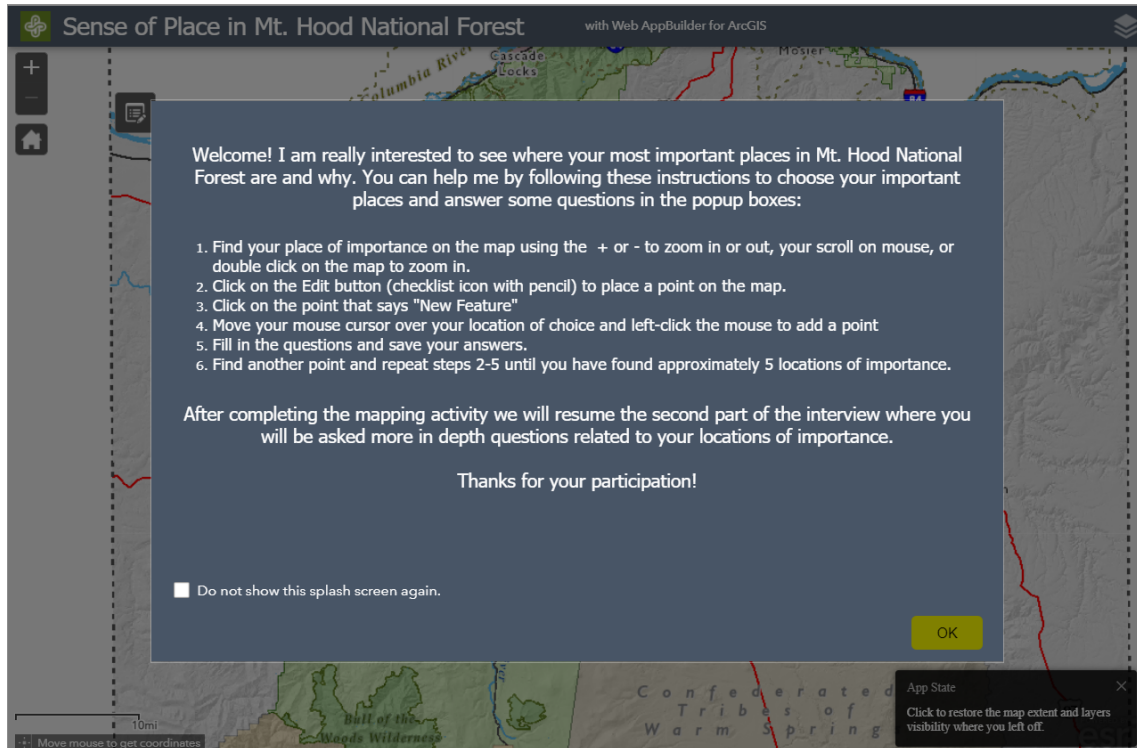 Sense of Place in Mt. Hood National Forest
with Web AppBuilder for ArcGIS
Columbia River
Cascade
Locks
Mosier
84
+
-
Welcome! I am really interested to see where your most important places in Mt. Hood National
Forest are and why. You can help me by following these instructions to choose your important
places and answer some questions in the popup boxes:
1. Find your place of importance on the map using the + or - to zoom in or out, your scroll on mouse, or
double click on the map to zoom in.
2. Click on the Edit button (checklist icon with pencil) to place a point on the map.
3. Click on the point that says "New Feature"
4. Move your mouse cursor over your location of choice and left-click the mouse to add a point
5. Fill in the questions and save your answers.
6. Find another point and repeat steps 2-5 until you have found approximately 5 locations of importance.
After completing the mapping activity we will resume the second part of the interview where you
will be asked more in depth questions related to your locations of importance.
Thanks for your participation!
Do not show this splash screen again.
OK
Bull of the
Woods Wilderness
Confederated
Tribes of
Warm Spring
App State
Click to restore the map extent and layers
visibility where you left off.
esri
10mi
Move mouse to get coordinates